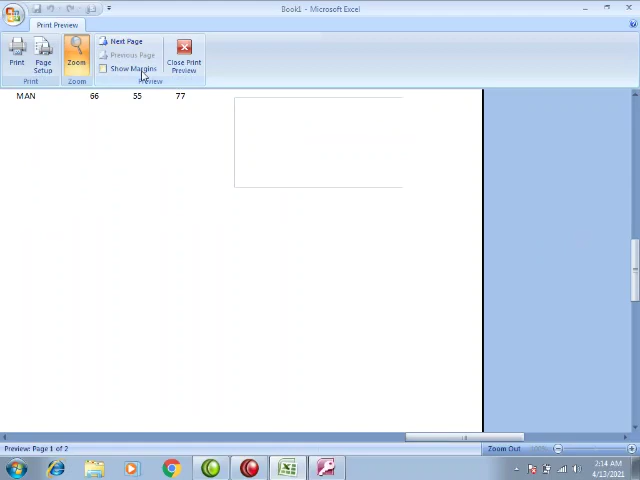 Book1 - Microsoft Excel
Print Preview
Print
Page Setup
Zoom
Next Page
Previous Page
Show Margins
Close Print Preview
Print
Zoom
Preview
MAN 66 55 77
Preview: Page 1 of 2
Zoom Out 100%
2:14 AM
4/13/2021